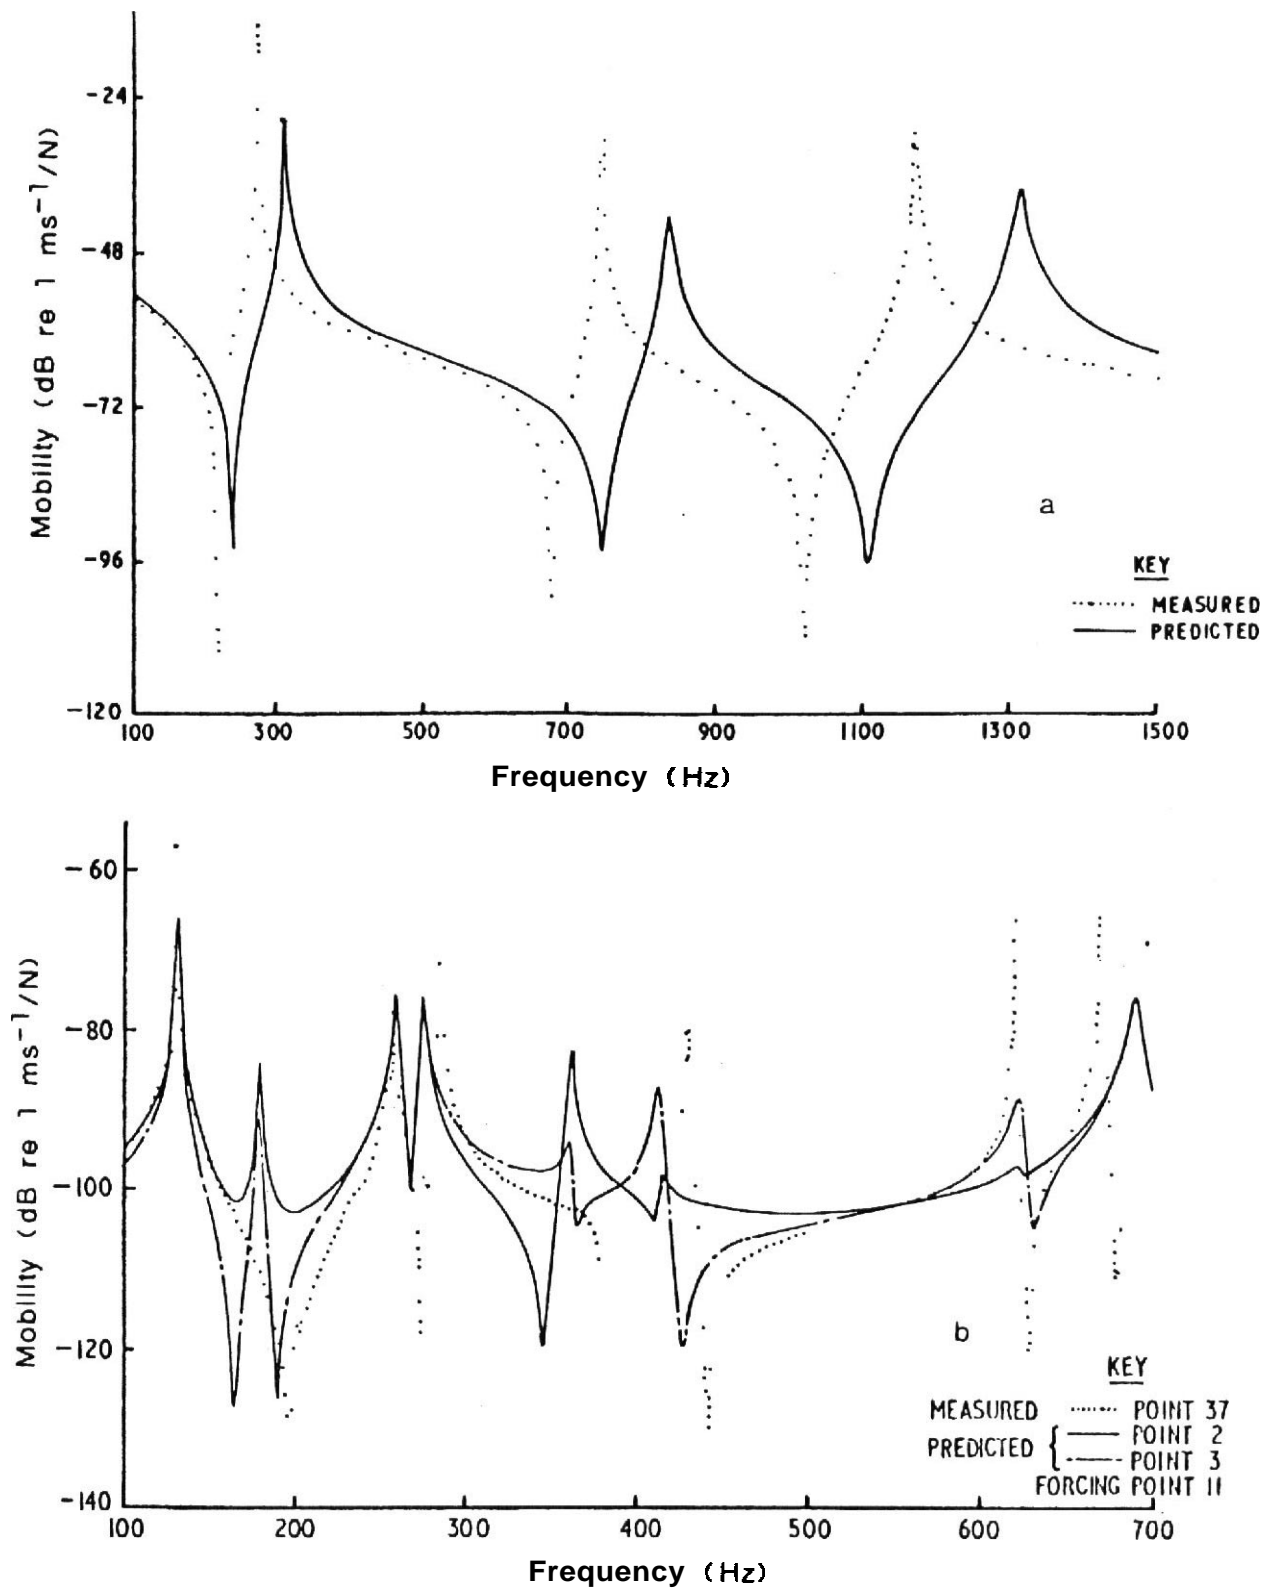 Mobility (dB re 1 ms⁻¹/N)
-24
-48
-72
-96
-120
100 300 500 700 900 1100 1300 1500
Frequency (Hz)
a
KEY
MEASURED
PREDICTED
Mobility (dB re 1 ms⁻¹/N)
-60
-80
-100
-120
-140
100 200 300 400 500 600 700
Frequency (Hz)
b
KEY
MEASURED POINT 37
PREDICTED { POINT 2
POINT 3
FORCING POINT 11